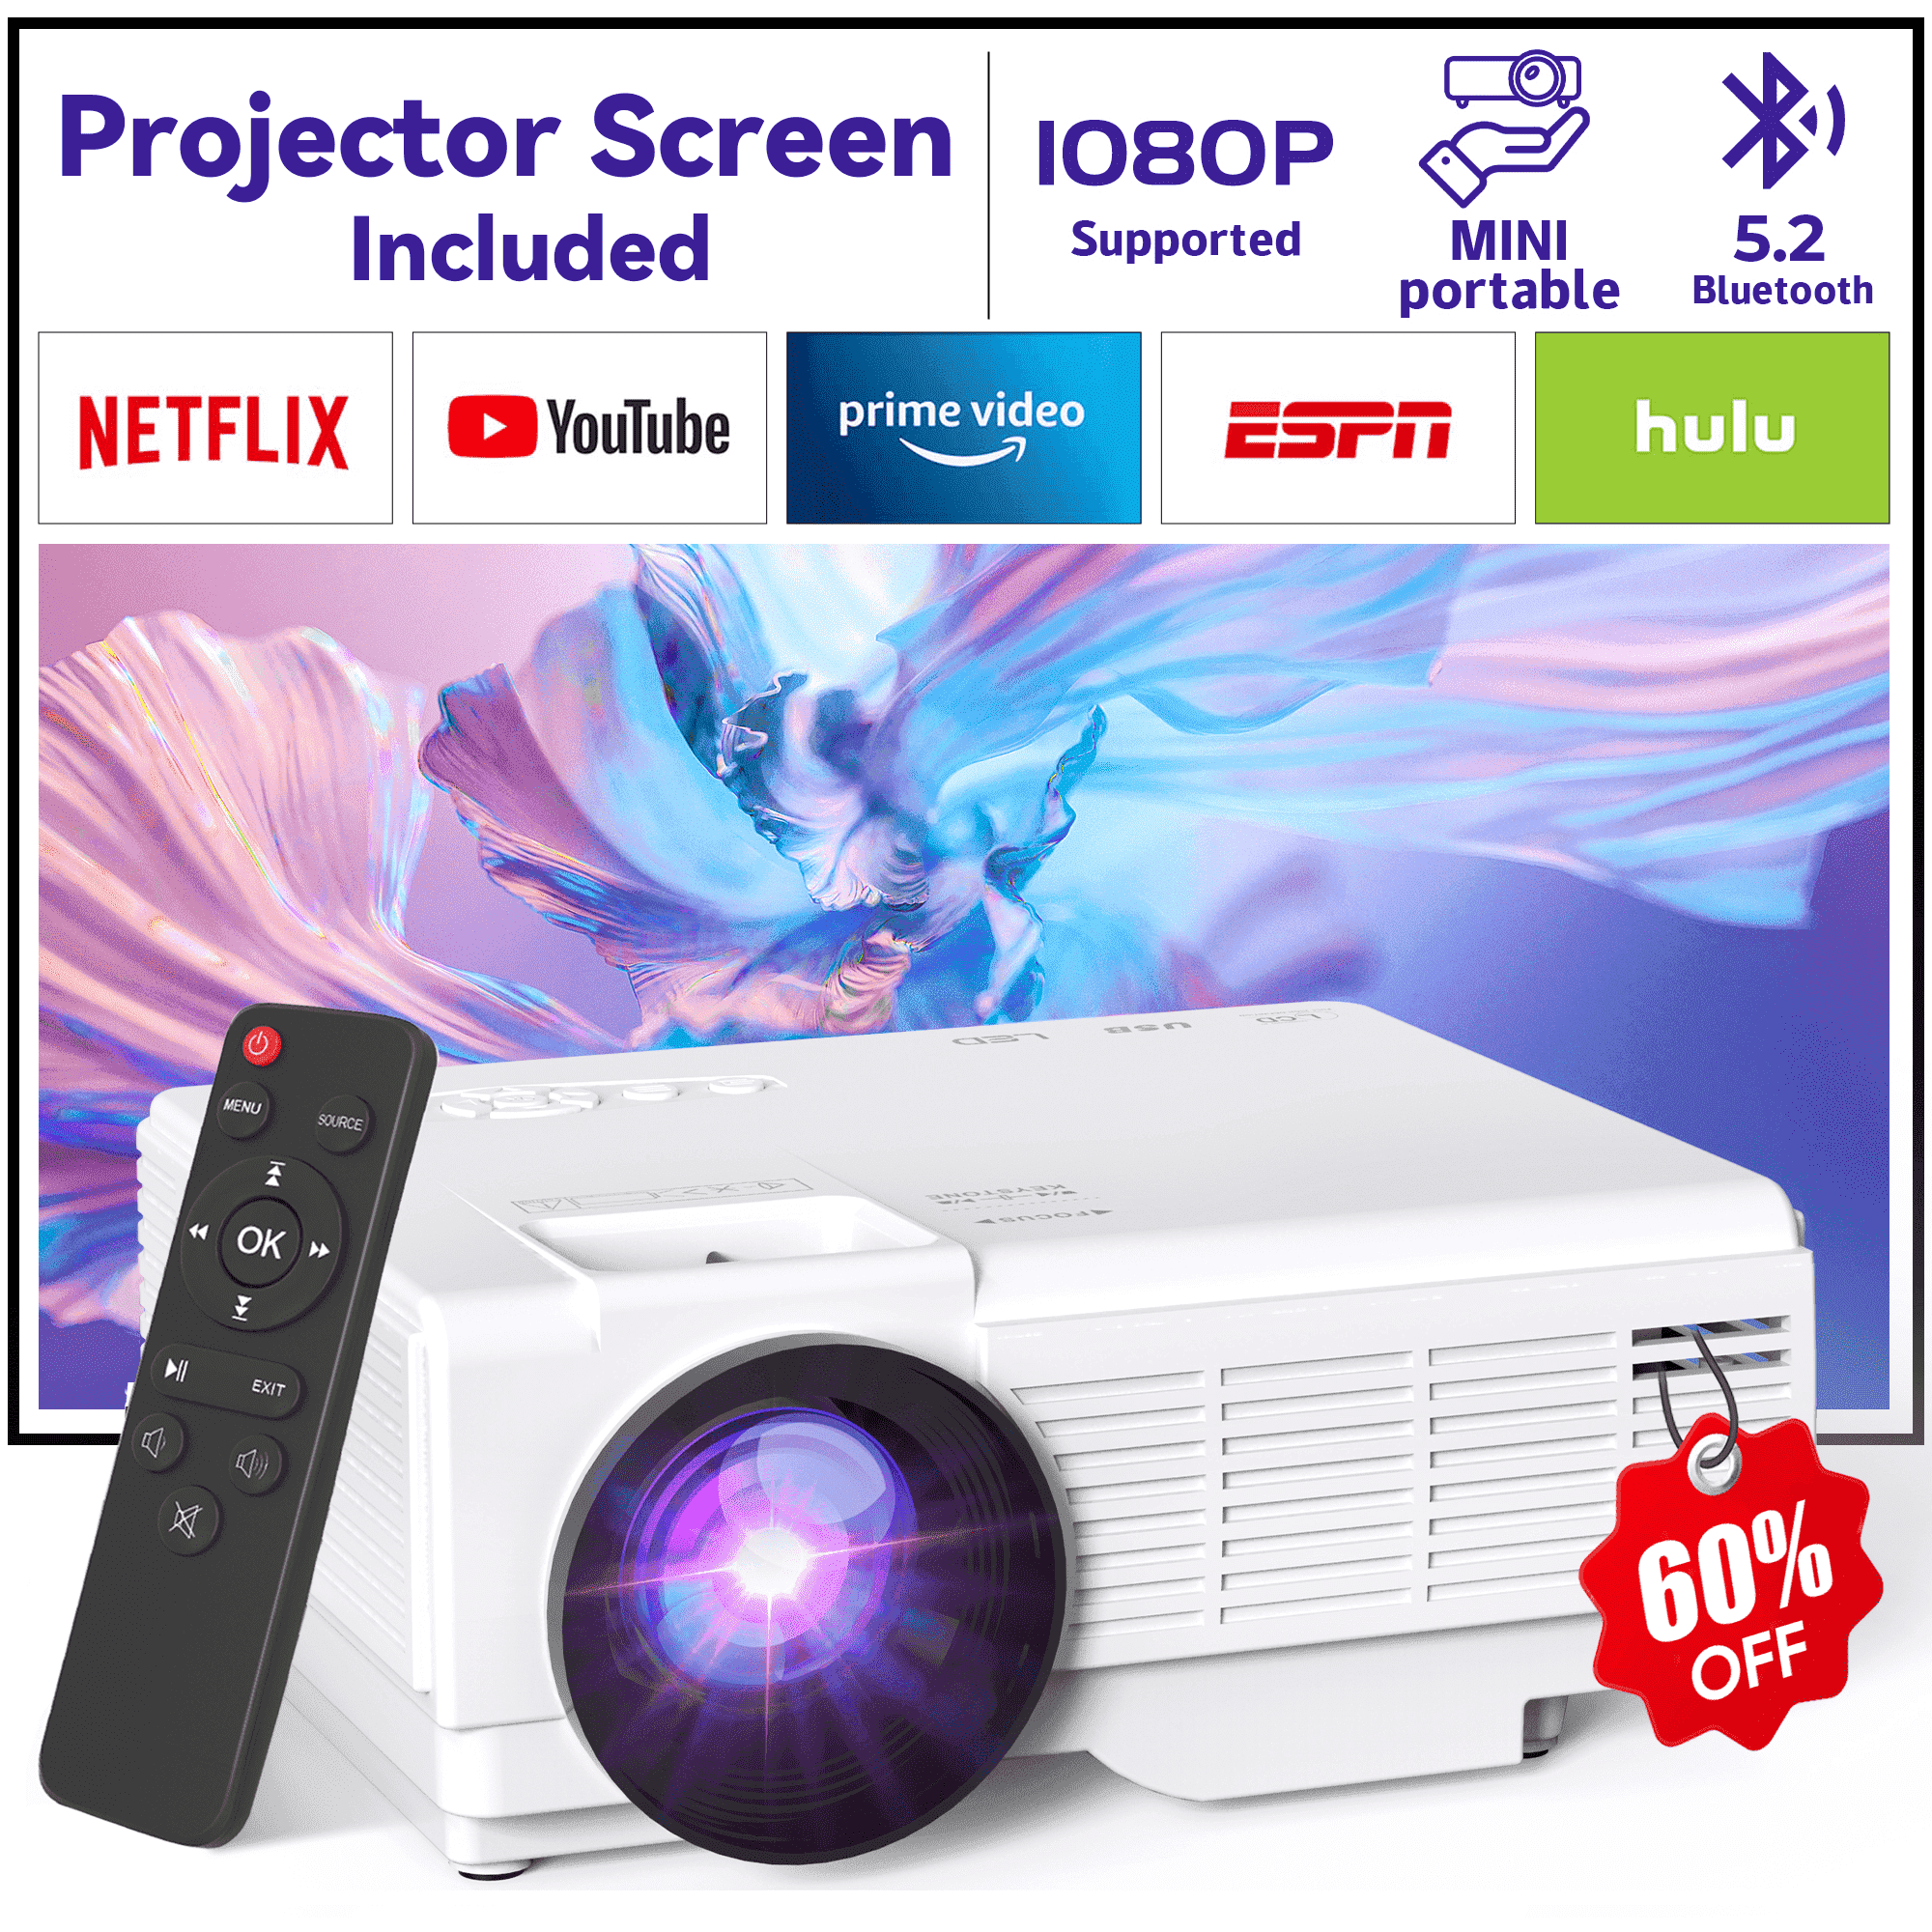 Projector Screen
Included
1080P
Supported
MINI
portable
5.2
Bluetooth
NETFLIX
YouTube
prime video
ESPN
hulu
LED
USB
LCD
MENU
SOURCE
OK
EXIT
KEYSTONE
FOCUS
60%
OFF